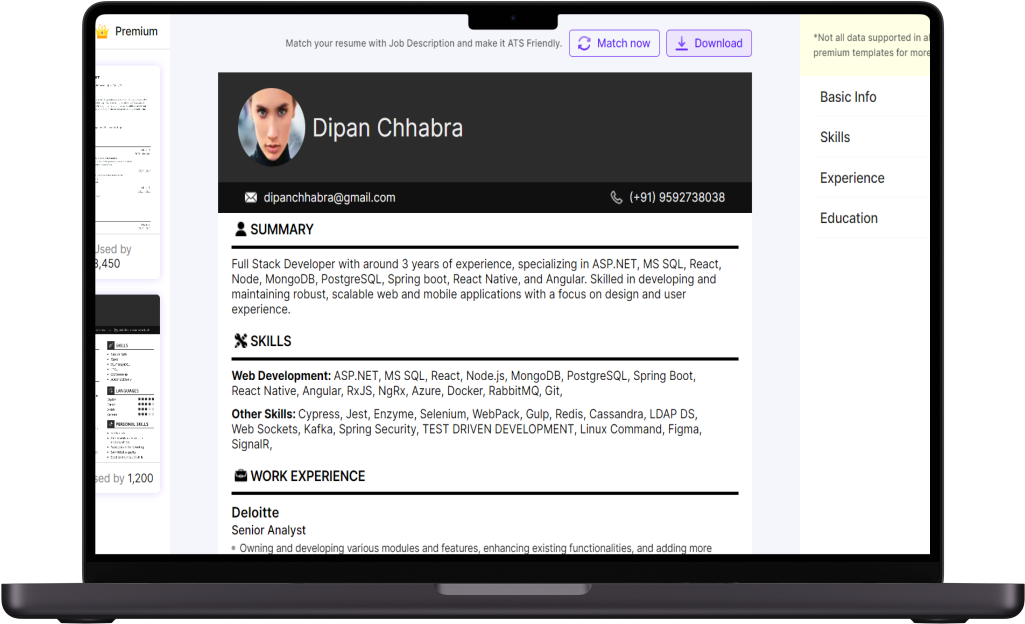 Premium
Used by
3,450
SKILLS
LANGUAGES
PERSONAL SKILLS
sed by 1,200
Match your resume with Job Description and make it ATS Friendly.
Match now
Download
Dipan Chhabra
dipanchhabra@gmail.com
(+91) 9592738038
SUMMARY
Full Stack Developer with around 3 years of experience, specializing in ASP.NET, MS SQL, React,
Node, MongoDB, PostgreSQL, Spring boot, React Native, and Angular. Skilled in developing and
maintaining robust, scalable web and mobile applications with a focus on design and user
experience.
SKILLS
Web Development: ASP.NET, MS SQL, React, Node.js, MongoDB, PostgreSQL, Spring Boot,
React Native, Angular, RxJS, NgRx, Azure, Docker, RabbitMQ, Git,
Other Skills: Cypress, Jest, Enzyme, Selenium, WebPack, Gulp, Redis, Cassandra, LDAP DS,
Web Sockets, Kafka, Spring Security, TEST DRIVEN DEVELOPMENT, Linux Command, Figma,
SignalR,
WORK EXPERIENCE
Deloitte
Senior Analyst
Owning and developing various modules and features, enhancing existing functionalities, and adding more
*Not all data supported in
premium templates for more
Basic Info
Skills
Experience
Education